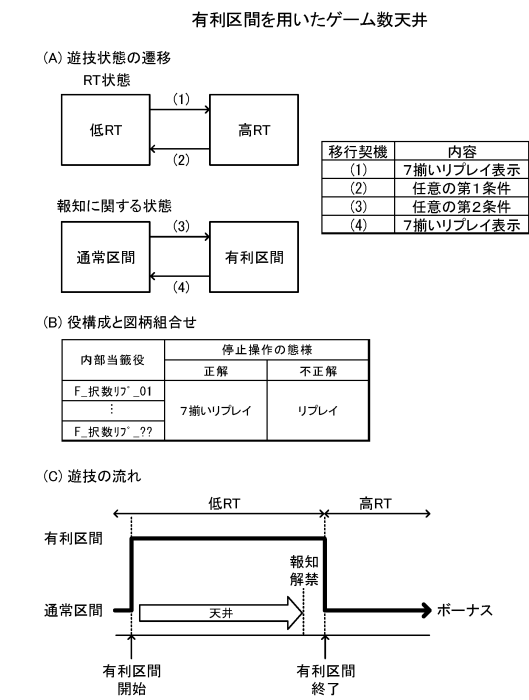 有利区間を用いたゲーム数天井
(A) 遊技状態の遷移
RT状態
低RT
(1)
高RT
(2)
移行契機 内容
(1) 7揃いリプレイ表示
(2) 任意の第1条件
(3) 任意の第2条件
(4) 7揃いリプレイ表示
報知に関する状態
通常区間
(3)
有利区間
(4)
(B) 役構成と図柄組合せ
内部当籤役 停止操作の態様
正解 不正解
F_択数リプ_01
⋮
7揃いリプレイ リプレイ
F_択数リプ_??
(C) 遊技の流れ
低RT 高RT
有利区間
報知
解禁
通常区間 天井 ボーナス
有利区間
開始
有利区間
終了